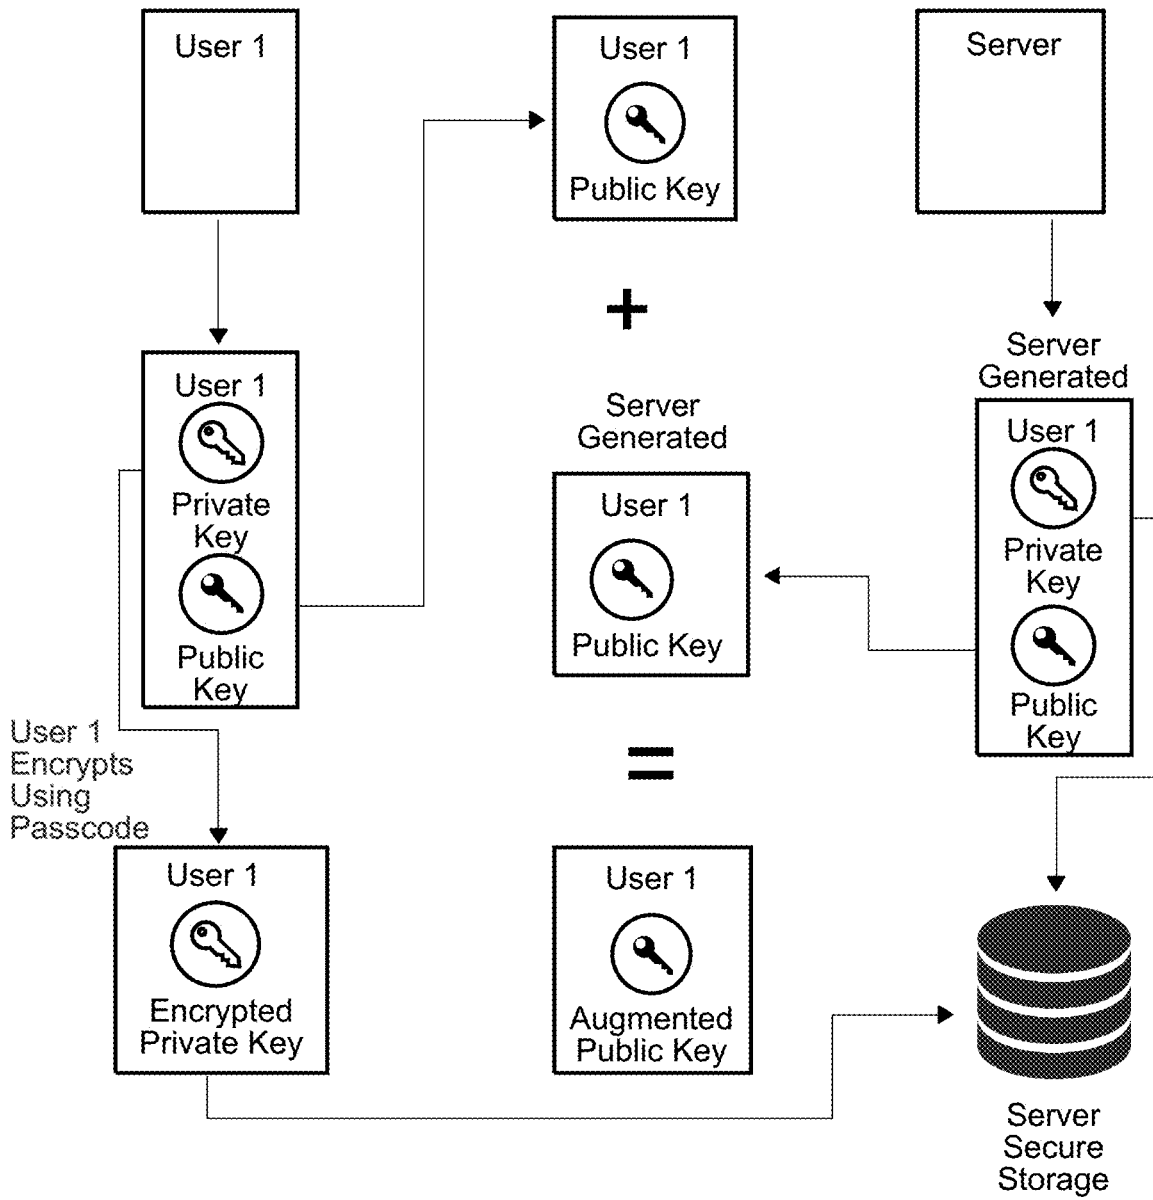 User 1
User 1
Public Key
Server
+
User 1
Private
Key
Public
Key
Server
Generated
User 1
Public Key
Server
Generated
User 1
Private
Key
Public
Key
User 1
Encrypts
Using
Passcode
=
User 1
Encrypted
Private Key
User 1
Augmented
Public Key
Server
Secure
Storage